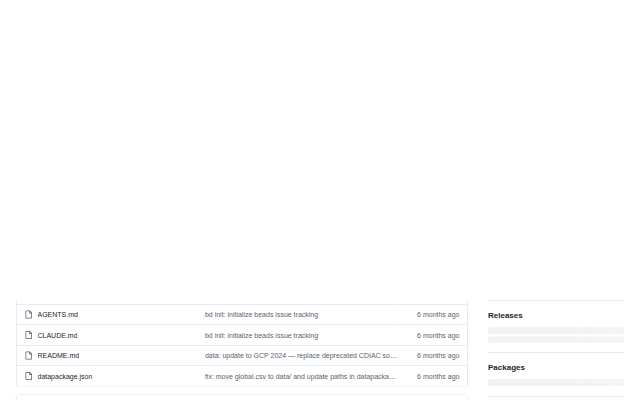 AGENTS.md bd init: initialize beads issue tracking 6 months ago
CLAUDE.md bd init: initialize beads issue tracking 6 months ago
README.md data: update to GCP 2024 — replace deprecated CDIAC so… 6 months ago
datapackage.json fix: move global.csv to data/ and update paths in datapacka… 6 months ago
Releases
Packages